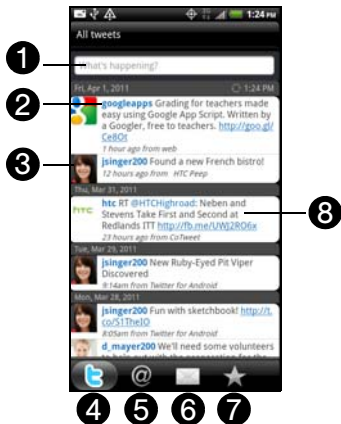 1:24 PM
All tweets
What's happening?
Fri, Apr 1, 2011 1:24 PM
googleapps Grading for teachers made
easy using Google App Script. Written by
a Googler, free to teachers. http://goo.gl/
Ce8Ot
1 hour ago from web
jsinger200 Found a new French bistro!
12 hours ago from HTC Peep
Thu, Mar 31, 2011
htc RT @HTCHighroad: Neben and
Stevens Take First and Second at
Redlands ITT http://fb.me/UWJ2RO6x
23 hours ago from CoTweet
Tue, Mar 29, 2011
jsinger200 New Ruby-Eyed Pit Viper
Discovered
9:14am from Twitter for Android
Mon, Mar 28, 2011
jsinger200 Fun with sketchbook! http://t.
co/S1TheIO
8:05am from Twitter for Android
d_mayer200 We'll need some volunteers
1
2
3
8
4
5
6
7